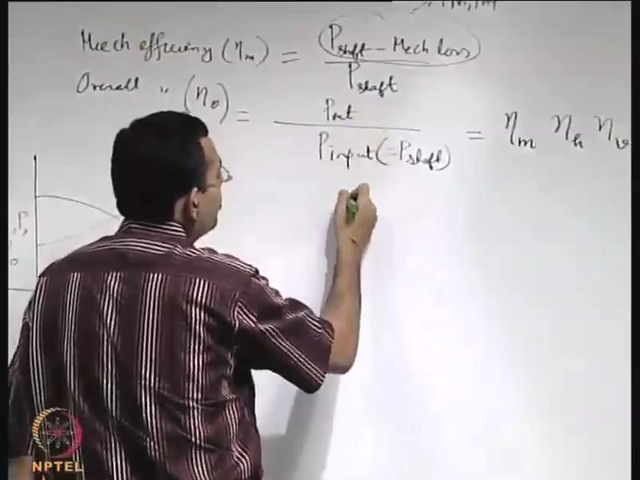 Mech efficiency (ηm) = Pshaft - Mech loss / Pshaft
Overall " (ηo) = Pout / Pinput (= Pshaft) = ηm ηh ηv
NPTEL